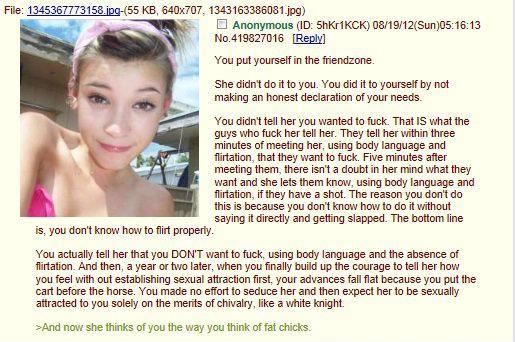 File: 1345367773158.jpg-(55 KB, 640x707, 1343163386081.jpg)
Anonymous (ID: 5hKr1KCK) 08/19/12(Sun)05:16:13
No.419827016 [Reply]
You put yourself in the friendzone.
She didn't do it to you. You did it to yourself by not
making an honest declaration of your needs.
You didn't tell her you wanted to fuck. That IS what the
guys who fuck her tell her. They tell her within three
minutes of meeting her, using body language and
flirtation, that they want to fuck. Five minutes after
meeting them, there isn't a doubt in her mind what they
want and she lets them know, using body language and
flirtation, if they have a shot. The reason you don't do
this is because you don't know how to do it without
saying it directly and getting slapped. The bottom line
is, you don't know how to flirt properly.
You actually tell her that you DON'T want to fuck, using body language and the absence of
flirtation. And then, a year or two later, when you finally build up the courage to tell her how
you feel with out establishing sexual attraction first, your advances fall flat because you put the
cart before the horse. You made no effort to seduce her and then expect her to be sexually
attracted to you solely on the merits of chivalry, like a white knight.
>And now she thinks of you the way you think of fat chicks.